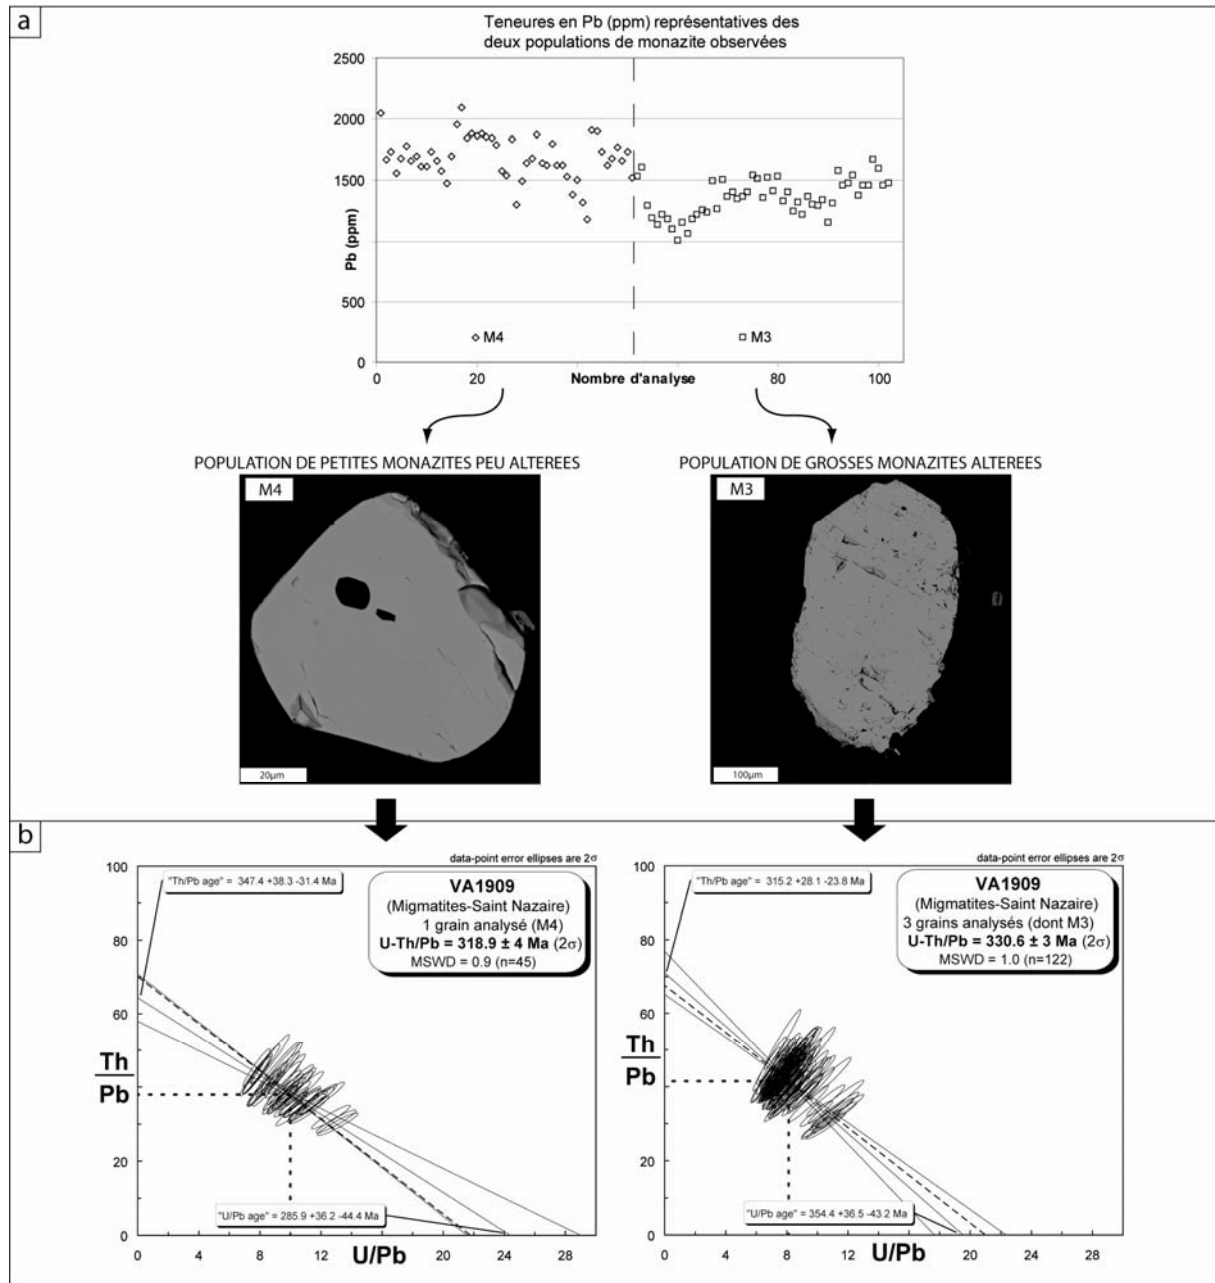 a
Teneures en Pb (ppm) représentatives des
deux populations de monazite observées
2500
2000
1500
1000
500
0
Pb (ppm)
M4
M3
0
20
40
60
80
100
Nombre d'analyse
POPULATION DE PETITES MONAZITES PEU ALTEREES
M4
20µm
POPULATION DE GROSSES MONAZITES ALTEREES
M3
100µm
b
data-point error ellipses are 2σ
100
80
60
40
20
0
"Th/Pb age" = 347.4 +38.3 -31.4 Ma
VA1909
(Migmatites-Saint Nazaire)
1 grain analysé (M4)
U-Th/Pb = 318.9 ± 4 Ma (2σ)
MSWD = 0.9 (n=45)
Th
Pb
"U/Pb age" = 285.9 +36.2 -44.4 Ma
0
4
8
12
16
20
24
28
U/Pb
data-point error ellipses are 2σ
100
80
60
40
20
0
"Th/Pb age" = 315.2 +28.1 -23.8 Ma
VA1909
(Migmatites-Saint Nazaire)
3 grains analysés (dont M3)
U-Th/Pb = 330.6 ± 3 Ma (2σ)
MSWD = 1.0 (n=122)
Th
Pb
"U/Pb age" = 354.4 +36.5 -43.2 Ma
0
4
8
12
16
20
24
28
U/Pb